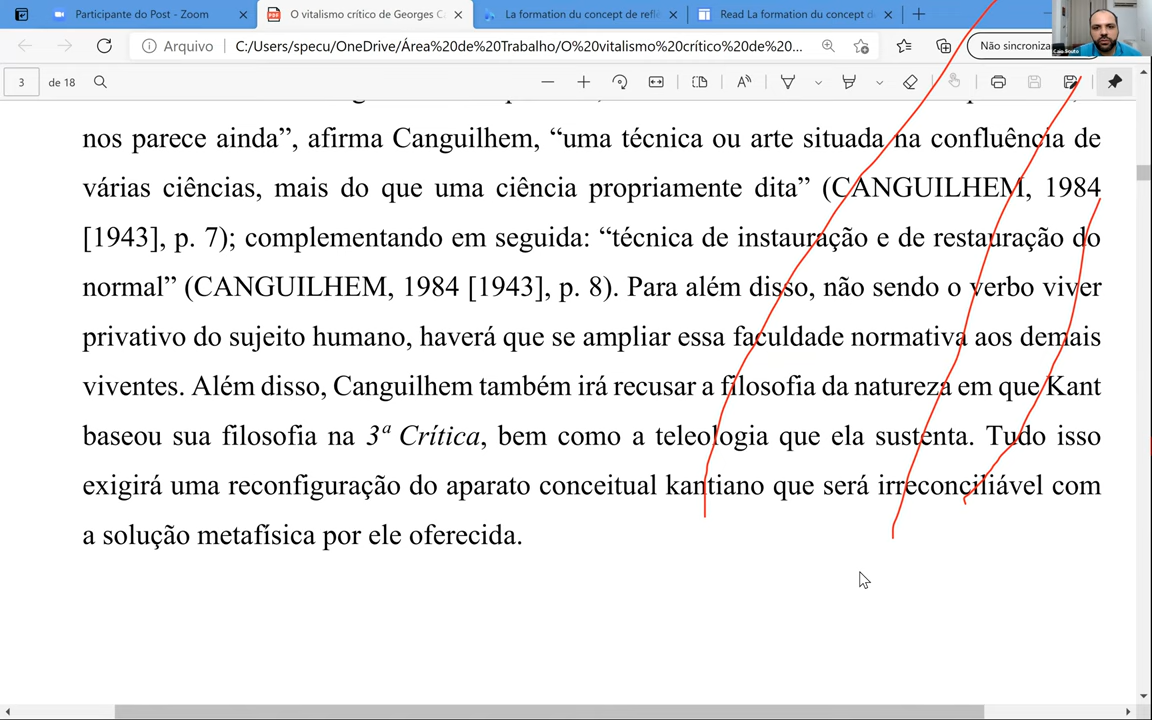 Participante do Post - Zoom
O vitalismo crítico de Georges C
La formation du concept de refle
Read La formation du concept d
Arquivo
C:/Users/specu/OneDrive/Área%20de%20Trabalho/O%20vitalismo%20crítico%20de%20...
Não sincroniza
Caio Souto
3 de 18
nos parece ainda”, afirma Canguilhem, “uma técnica ou arte situada na confluência de
várias ciências, mais do que uma ciência propriamente dita” (CANGUILHEM, 1984
[1943], p. 7); complementando em seguida: “técnica de instauração e de restauração do
normal” (CANGUILHEM, 1984 [1943], p. 8). Para além disso, não sendo o verbo viver
privativo do sujeito humano, haverá que se ampliar essa faculdade normativa aos demais
viventes. Além disso, Canguilhem também irá recusar a filosofia da natureza em que Kant
baseou sua filosofia na 3ª Crítica, bem como a teleologia que ela sustenta. Tudo isso
exigirá uma reconfiguração do aparato conceitual kantiano que será irreconciliável com
a solução metafísica por ele oferecida.